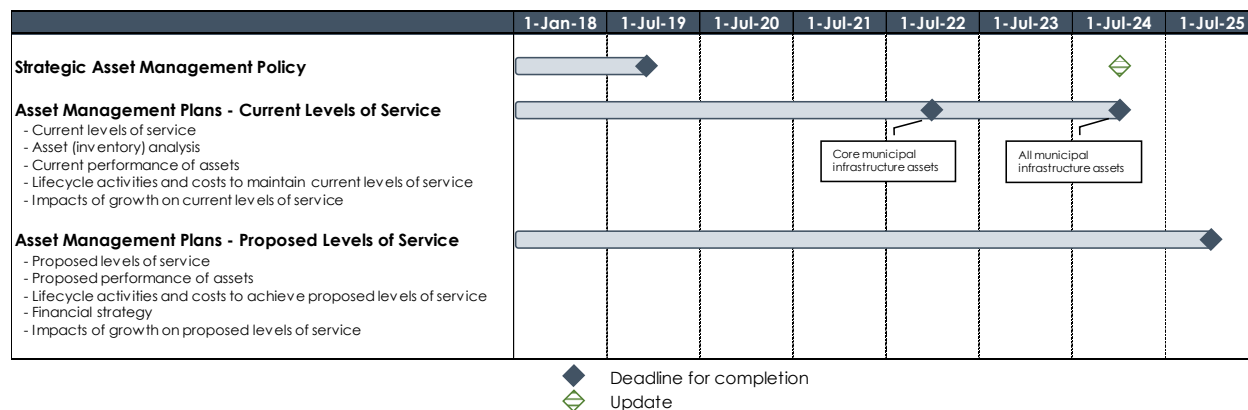 1-Jan-18 1-Jul-19 1-Jul-20 1-Jul-21 1-Jul-22 1-Jul-23 1-Jul-24 1-Jul-25
Strategic Asset Management Policy
Asset Management Plans - Current Levels of Service
- Current levels of service
- Asset (inventory) analysis
- Current performance of assets
- Lifecycle activities and costs to maintain current levels of service
- Impacts of growth on current levels of service
Core municipal
infrastructure assets
All municipal
infrastructure assets
Asset Management Plans - Proposed Levels of Service
- Proposed levels of service
- Proposed performance of assets
- Lifecycle activities and costs to achieve proposed levels of service
- Financial strategy
- Impacts of growth on proposed levels of service
Deadline for completion
Update